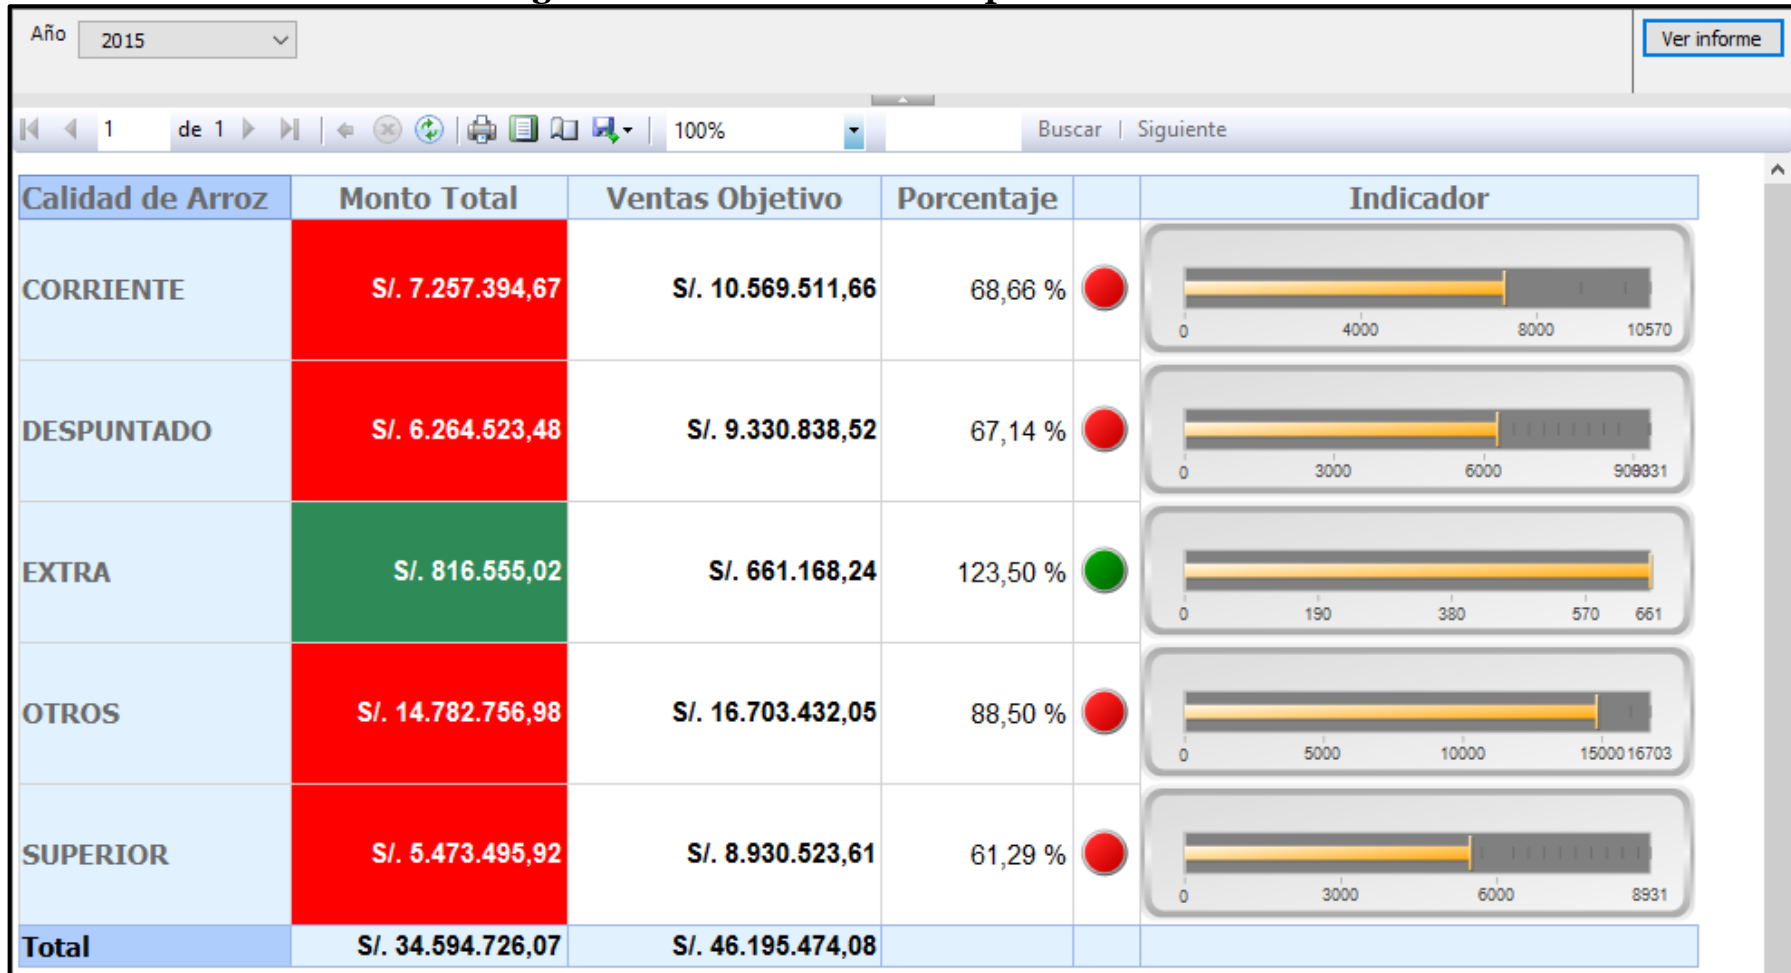 Año 2015 Ver informe
1 de 1 100% Buscar | Siguiente
Calidad de Arroz Monto Total Ventas Objetivo Porcentaje Indicador
CORRIENTE S/. 7.257.394,67 S/. 10.569.511,66 68,66 %
0 4000 8000 10570
DESPUNTADO S/. 6.264.523,48 S/. 9.330.838,52 67,14 %
0 3000 6000
EXTRA S/. 816.555,02 S/. 661.168,24 123,50 %
0 190 380 570 661
OTROS S/. 14.782.756,98 S/. 16.703.432,05 88,50 %
0 5000 10000 15000 16703
SUPERIOR S/. 5.473.495,92 S/. 8.930.523,61 61,29 %
0 3000 6000 8931
Total S/. 34.594.726,07 S/. 46.195.474,08